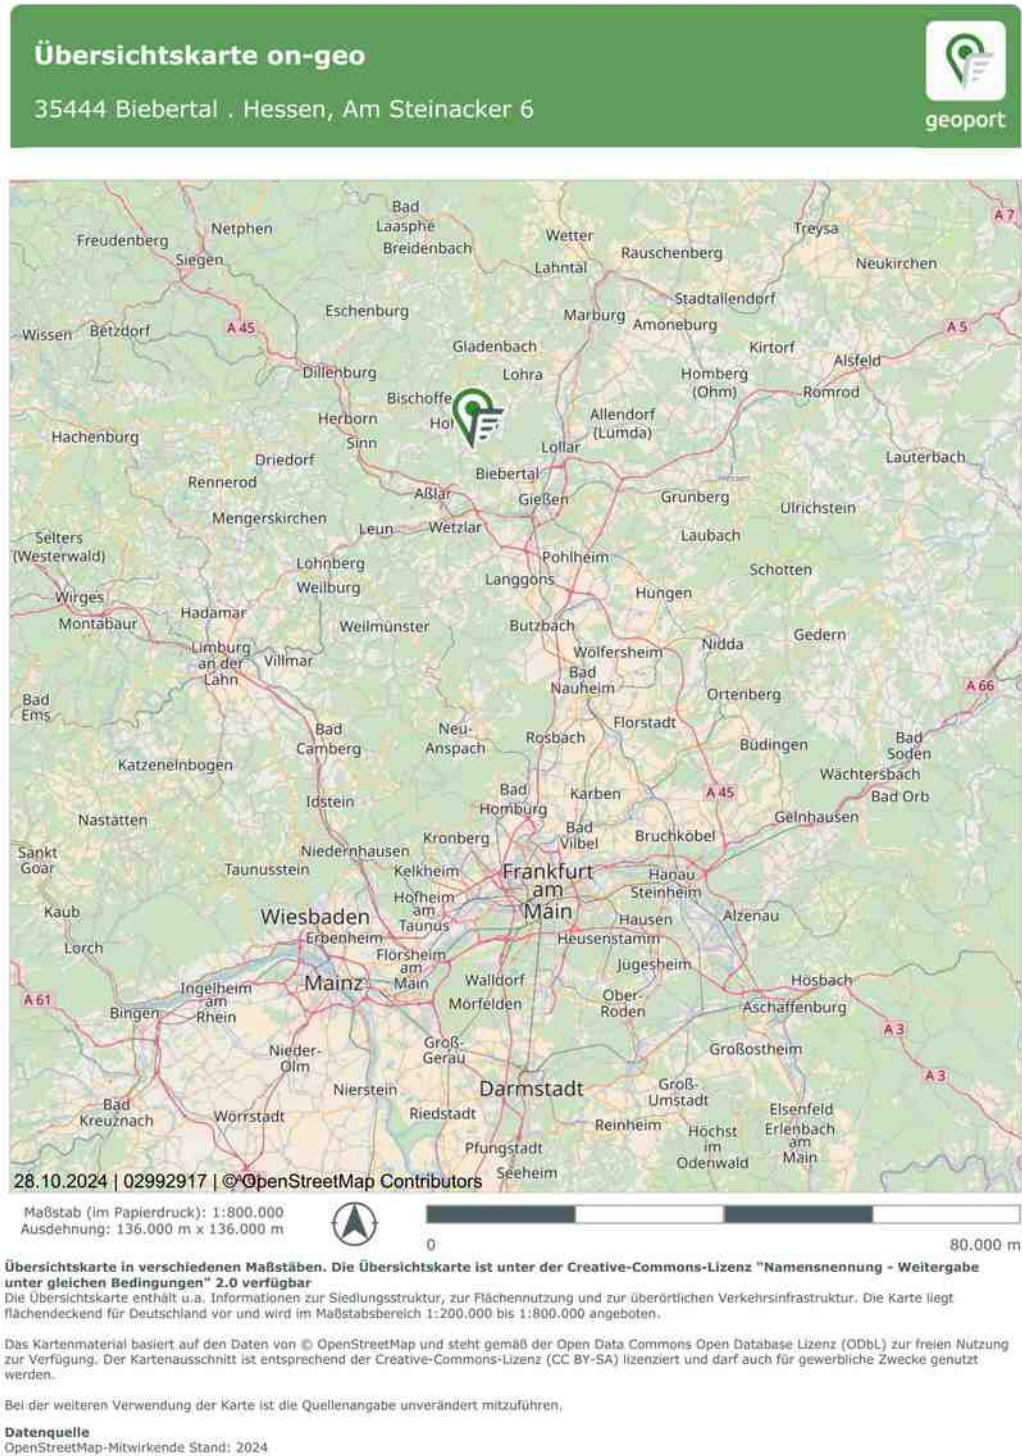 Übersichtskarte on-geo
35444 Biebertal . Hessen, Am Steinacker 6
geoport
Bad
Laasphe
Netphen
Freudenberg
Breidenbach
Wetter
Treysa
A 7
Siegen
Lahntal
Rauschenberg
Neukirchen
Eschenburg
Stadtallendorf
Marburg
Amöneburg
A 5
Wissen
Betzdorf
A 45
Gladenbach
Kirtorf
Alsfeld
Dillenburg
Lohra
Homberg
(Ohm)
Romrod
Bischoffe
Herborn
Ho
Allendorf
(Lumda)
Hachenburg
Sinn
Lollar
Driedorf
Lauterbach
Rennerod
Biebertal
Hessen
Aßlar
Gießen
Grünberg
Ulrichstein
Mengerskirchen
Leun
Wetzlar
Laubach
Selters
(Westerwald)
Löhnberg
Pohlheim
Schotten
Weilburg
Langgöns
Hungen
Wirges
Montabaur
Hadamar
Weilmünster
Butzbach
Nidda
Gedern
Limburg
an der
Lahn
Villmar
Wölfersheim
Bad
Nauheim
A 66
Bad
Ems
Ortenberg
Bad
Camberg
Neu-
Anspach
Rosbach
Florstadt
Büdingen
Bad
Soden
Katzenelnbogen
Wächtersbach
Bad Orb
Idstein
Bad
Homburg
Karben
A 45
Nastätten
Gelnhausen
Kronberg
Bad
Vilbel
Bruchköbel
Sankt
Goar
Niedernhausen
Taunusstein
Kelkheim
Frankfurt
am
Main
Hanau
Steinheim
Hofheim
am
Taunus
Kaub
Wiesbaden
Hausen
Alzenau
Erbenheim
Heusenstamm
Lorch
Flörsheim
am
Main
Jügesheim
Mainz
Walldorf
Hösbach
Ingelheim
am
Rhein
A 61
Mörfelden
Ober-
Roden
Aschaffenburg
Bingen
A 3
Nieder-
Olm
Groß-
Gerau
Großostheim
A 3
Nierstein
Darmstadt
Groß-
Umstadt
Bad
Kreuznach
Wörrstadt
Riedstadt
Reinheim
Elsenfeld
Erlenbach
am
Main
Höchst
im
Odenwald
Pfungstadt
Seeheim
28.10.2024 | 02992917 | © OpenStreetMap Contributors
Maßstab (im Papierdruck): 1:800.000
Ausdehnung: 136.000 m x 136.000 m
0
80.000 m
Übersichtskarte in verschiedenen Maßstäben. Die Übersichtskarte ist unter der Creative-Commons-Lizenz "Namensnennung - Weitergabe
unter gleichen Bedingungen" 2.0 verfügbar
Die Übersichtskarte enthält u.a. Informationen zur Siedlungsstruktur, zur Flächennutzung und zur überörtlichen Verkehrsinfrastruktur. Die Karte liegt
flächendeckend für Deutschland vor und wird im Maßstabsbereich 1:200.000 bis 1:800.000 angeboten.
Das Kartenmaterial basiert auf den Daten von © OpenStreetMap und steht gemäß der Open Data Commons Open Database Lizenz (ODbL) zur freien Nutzung
zur Verfügung. Der Kartenausschnitt ist entsprechend der Creative-Commons-Lizenz (CC BY-SA) lizenziert und darf auch für gewerbliche Zwecke genutzt
werden.
Bei der weiteren Verwendung der Karte ist die Quellenangabe unverändert mitzuführen.
Datenquelle
OpenStreetMap-Mitwirkende Stand: 2024